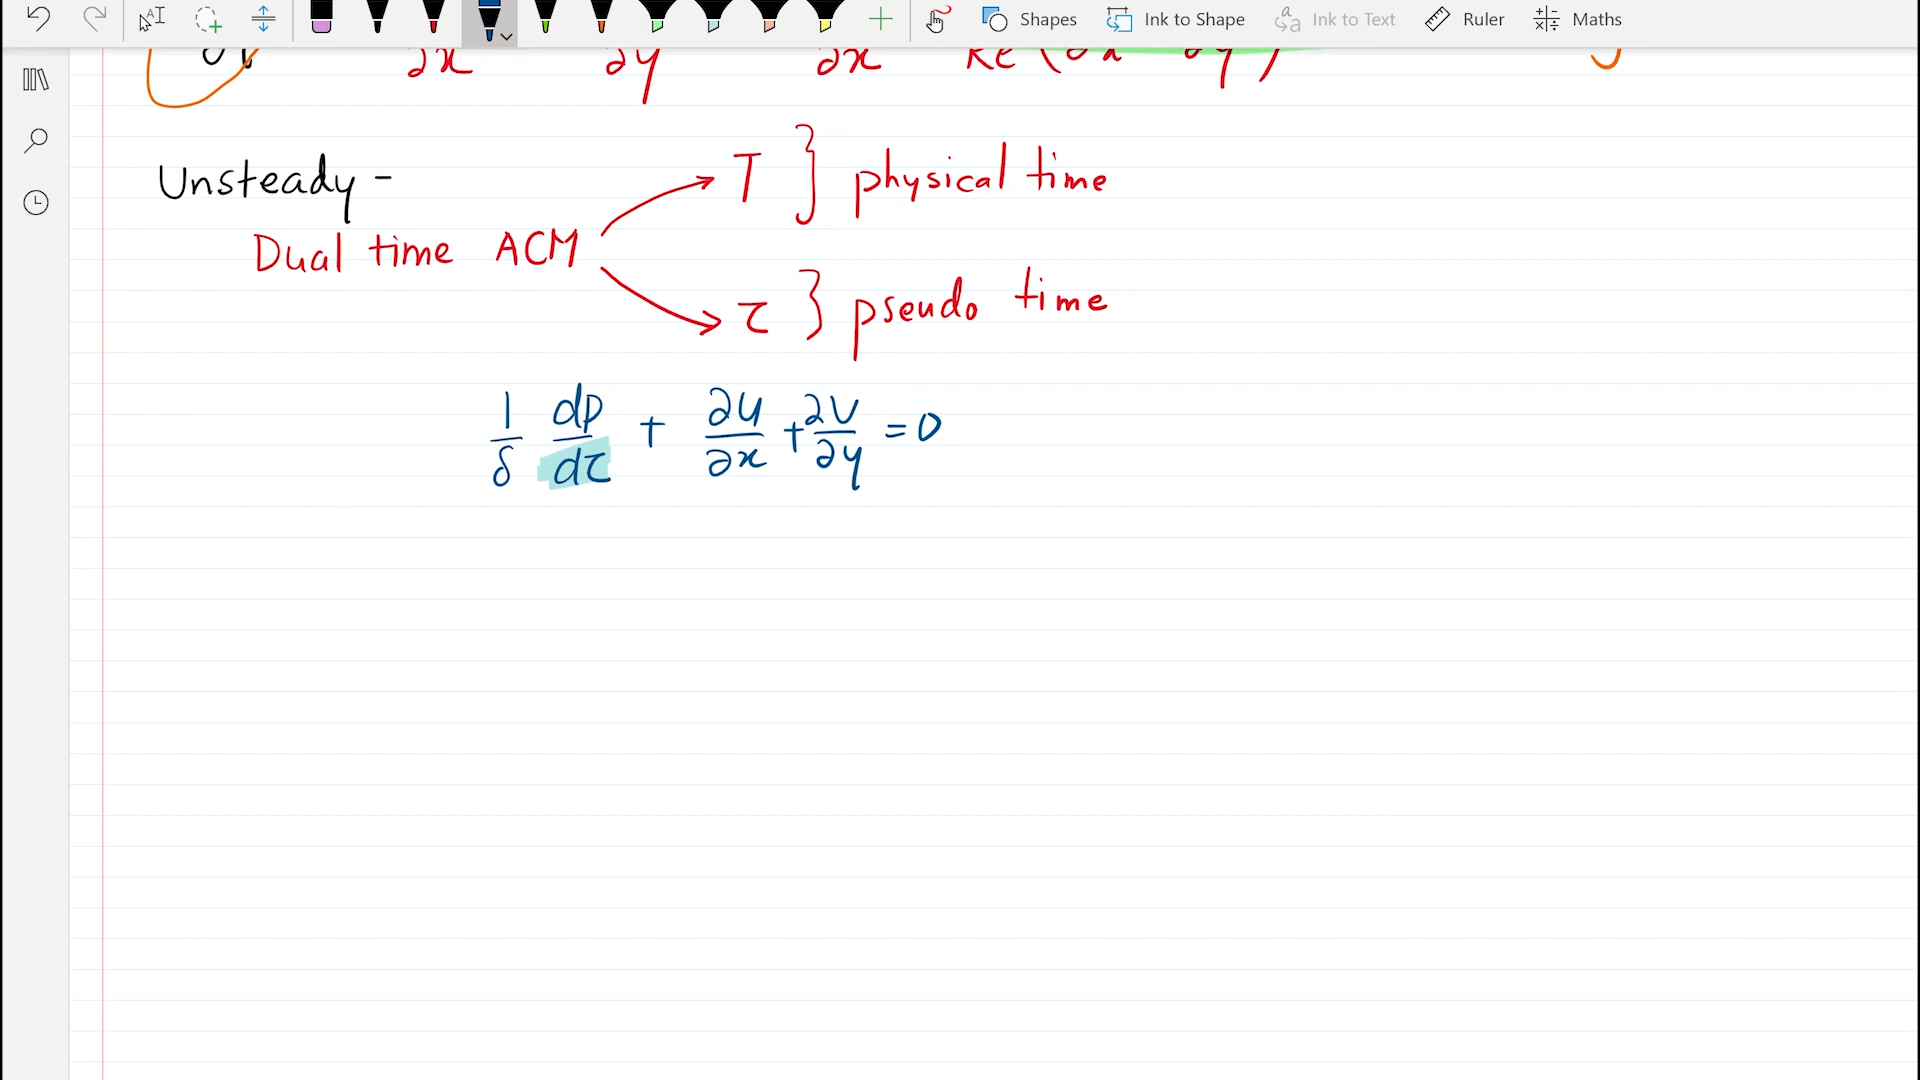 Shapes Ink to Shape Ink to Text Ruler Maths
∂x ∂y ∂x Re
Unsteady -
T } physical time
Dual time ACM
τ } pseudo time
1/δ dp/dτ + ∂u/∂x + ∂v/∂y = 0